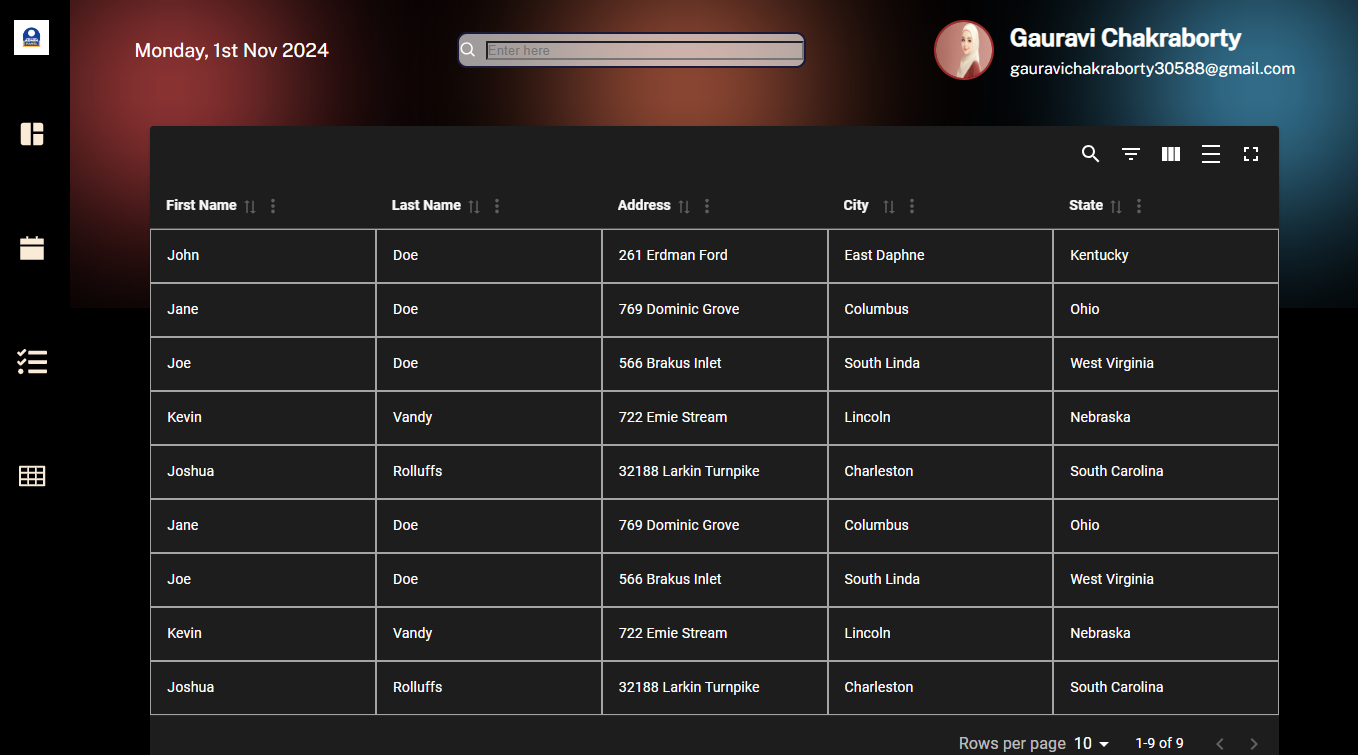 Monday, 1st Nov 2024
Enter here
Gauravi Chakraborty
gauravichakraborty30588@gmail.com
First Name Last Name Address City State
John Doe 261 Erdman Ford East Daphne Kentucky
Jane Doe 769 Dominic Grove Columbus Ohio
Joe Doe 566 Brakus Inlet South Linda West Virginia
Kevin Vandy 722 Emie Stream Lincoln Nebraska
Joshua Rolluffs 32188 Larkin Turnpike Charleston South Carolina
Jane Doe 769 Dominic Grove Columbus Ohio
Joe Doe 566 Brakus Inlet South Linda West Virginia
Kevin Vandy 722 Emie Stream Lincoln Nebraska
Joshua Rolluffs 32188 Larkin Turnpike Charleston South Carolina
Rows per page 10 1-9 of 9